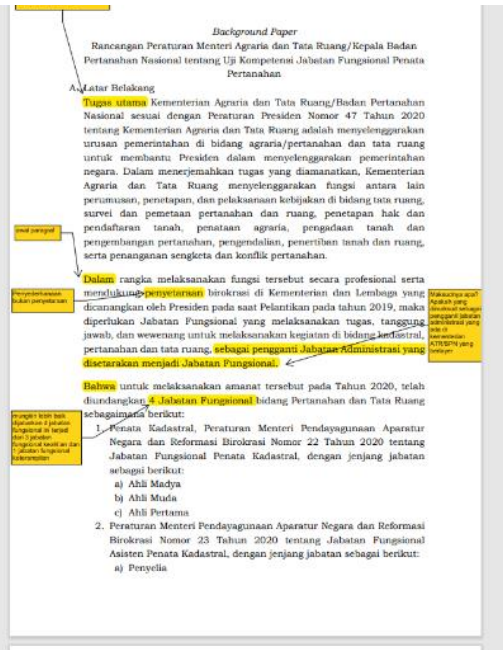 Background Paper
Rancangan Peraturan Menteri Agraria dan Tata Ruang/Kepala Badan
Pertanahan Nasional tentang Uji Kompetensi Jabatan Fungsional Penata
Pertanahan
A. Latar Belakang
Tugas utama Kementerian Agraria dan Tata Ruang/Badan Pertanahan
Nasional sesuai dengan Peraturan Presiden Nomor 47 Tahun 2020
tentang Kementerian Agraria dan Tata Ruang adalah menyelenggarakan
urusan pemerintahan di bidang agraria/pertanahan dan tata ruang
untuk membantu Presiden dalam menyelenggarakan pemerintahan
negara. Dalam menerjemahkan tugas yang diamanatkan, Kementerian
Agraria dan Tata Ruang menyelenggarakan fungsi antara lain
perumusan, penetapan, dan pelaksanaan kebijakan di bidang tata ruang,
survei dan pemetaan pertanahan dan ruang, penetapan hak dan
pendaftaran tanah, penataan agraria, pengadaan tanah dan
pengembangan pertanahan, pengendalian, penertiban tanah dan ruang,
serta penanganan sengketa dan konflik pertanahan.
awal paragraf
Dalam rangka melaksanakan fungsi tersebut secara profesional serta
mendukung penyetaraan birokrasi di Kementerian dan Lembaga yang
dicanangkan oleh Presiden pada saat Pelantikan pada tahun 2019, maka
diperlukan Jabatan Fungsional yang melaksanakan tugas, tanggung
jawab, dan wewenang untuk melaksanakan kegiatan di bidang kadastral,
pertanahan dan tata ruang, sebagai pengganti Jabatan Administrasi yang
disetarakan menjadi Jabatan Fungsional.
Penyederhanaan
bukan penyetaraan
Maksudnya apa?
Apakah yang
dimaksud sebagai
pengganti jabatan
administrasi yang
ada di
kementerian
ATR/BPN yang
Bahwa untuk melaksanakan amanat tersebut pada Tahun 2020, telah
diundangkan 4 Jabatan Fungsional bidang Pertanahan dan Tata Ruang
sebagaimana berikut:
mungkin lebih baik
dijelaskan 4 jabatan
fungsional ini terjadi
dari 3 jabatan
fungsional keahlian dan
1 jabatan fungsional
keterampilan
1. Penata Kadastral, Peraturan Menteri Pendayagunaan Aparatur
Negara dan Reformasi Birokrasi Nomor 22 Tahun 2020 tentang
Jabatan Fungsional Penata Kadastral, dengan jenjang jabatan
sebagai berikut:
a) Ahli Madya
b) Ahli Muda
c) Ahli Pertama
2. Peraturan Menteri Pendayagunaan Aparatur Negara dan Reformasi
Birokrasi Nomor 23 Tahun 2020 tentang Jabatan Fungsional
Asisten Penata Kadastral, dengan jenjang jabatan sebagai berikut:
a) Penyelia